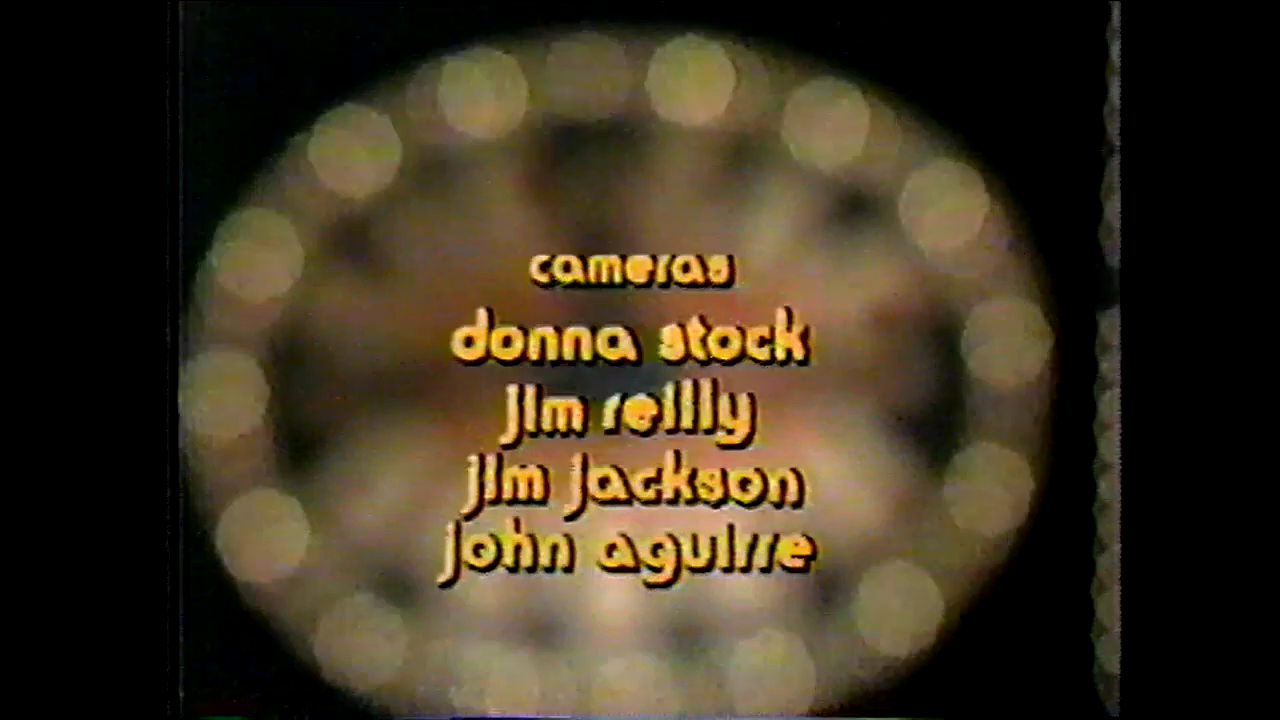 cameras
donna stock
jim reilly
jim jackson
john aguirre